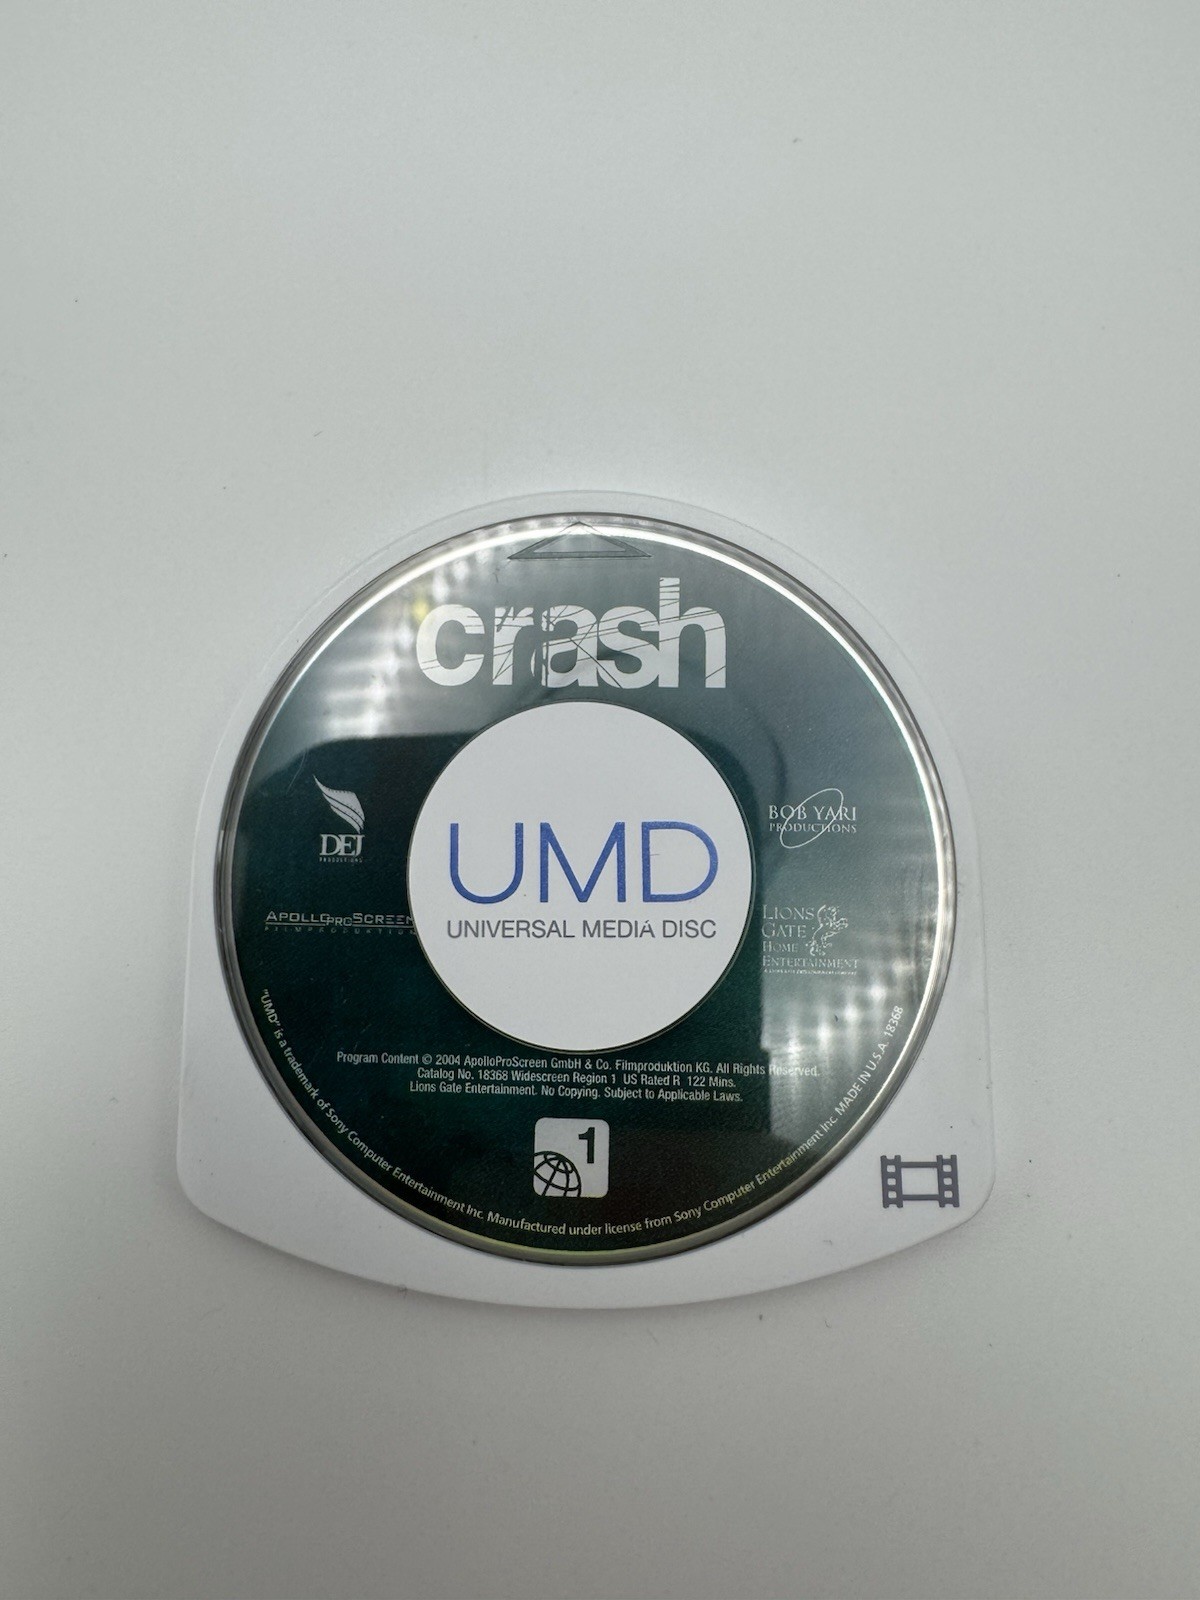 crash
DEJ
PRODUCTIONS
BOB YARI
PRODUCTIONS
UMD
UNIVERSAL MEDIA DISC
APOLLOPROSCREEN
FILMPRODUKTION
LIONS
GATE
HOME
ENTERTAINMENT
Program Content © 2004 ApolloProScreen GmbH & Co. Filmproduktion KG. All Rights Reserved.
Catalog No. 18368 Widescreen Region 1 US Rated R 122 Mins.
Lions Gate Entertainment. No Copying. Subject to Applicable Laws.
1
"UMD" is a trademark of Sony Computer Entertainment Inc. Manufactured under license from Sony Computer Entertainment Inc. MADE IN U.S.A. 18368